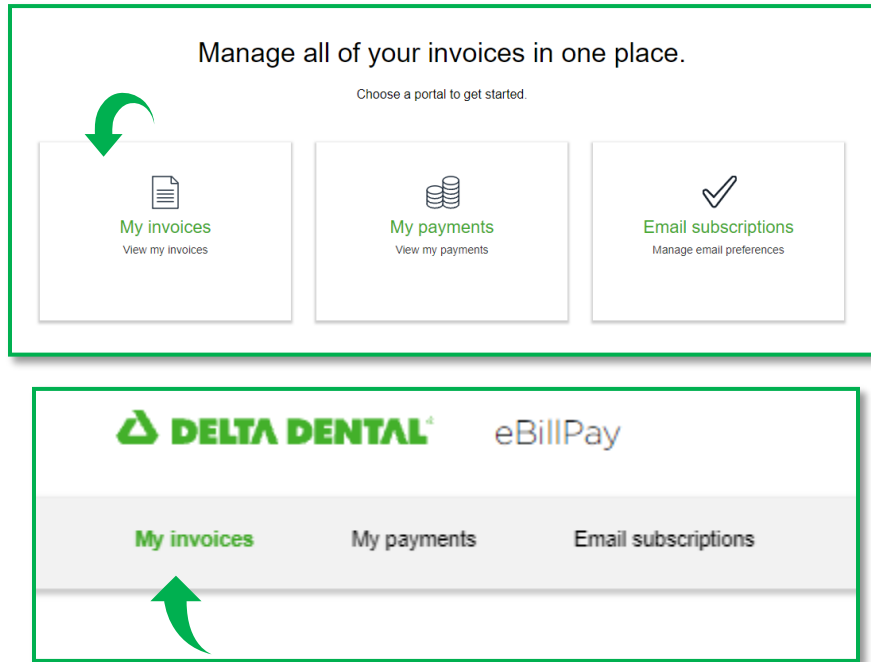 Manage all of your invoices in one place.
Choose a portal to get started.
My invoices
View my invoices
My payments
View my payments
Email subscriptions
Manage email preferences
DELTA DENTAL eBillPay
My invoices My payments Email subscriptions